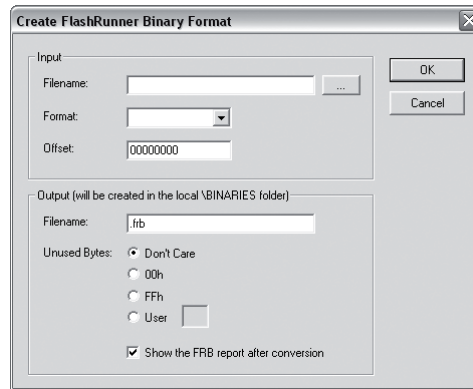 Create FlashRunner Binary Format
Input
Filename:
...
OK
Format:
Cancel
Offset:
00000000
Output (will be created in the local \BINARIES folder)
Filename:
.frb
Unused Bytes:
Don't Care
00h
FFh
User
Show the FRB report after conversion